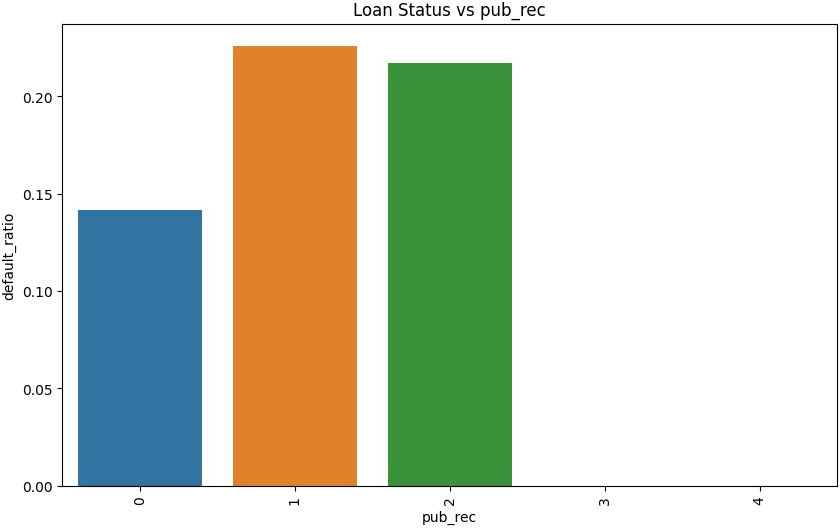 Loan Status vs pub_rec
default_ratio
0.20
0.15
0.10
0.05
0.00
0 1 2 3 4
pub_rec